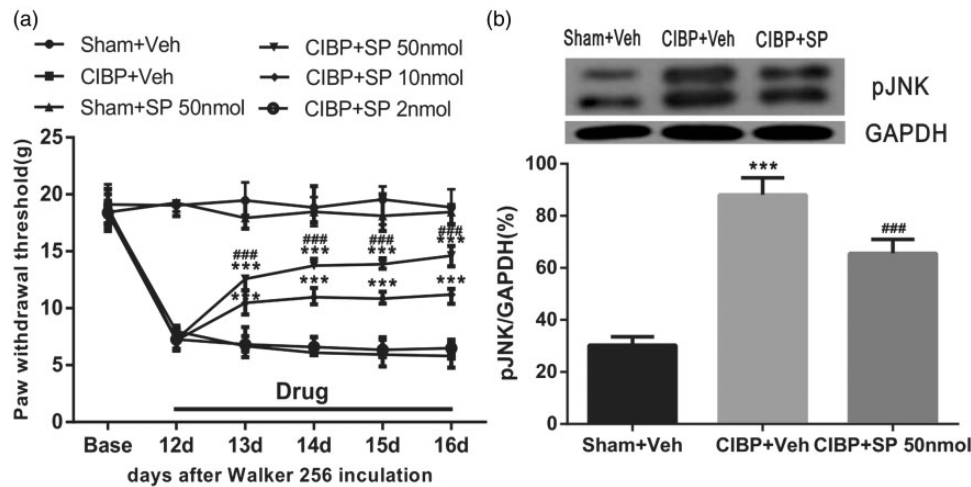 (a)
Sham+Veh
CIBP+Veh
Sham+SP 50nmol
CIBP+SP 50nmol
CIBP+SP 10nmol
CIBP+SP 2nmol
Paw withdrawal threshold(g)
25
20
15
10
5
0
###
***
***
###
***
***
###
***
***
###
***
***
Drug
Base 12d 13d 14d 15d 16d
days after Walker 256 inculation
(b)
Sham+Veh CIBP+Veh CIBP+SP
pJNK
GAPDH
pJNK/GAPDH(%)
100
80
60
40
20
0
***
###
Sham+Veh CIBP+Veh CIBP+SP 50nmol